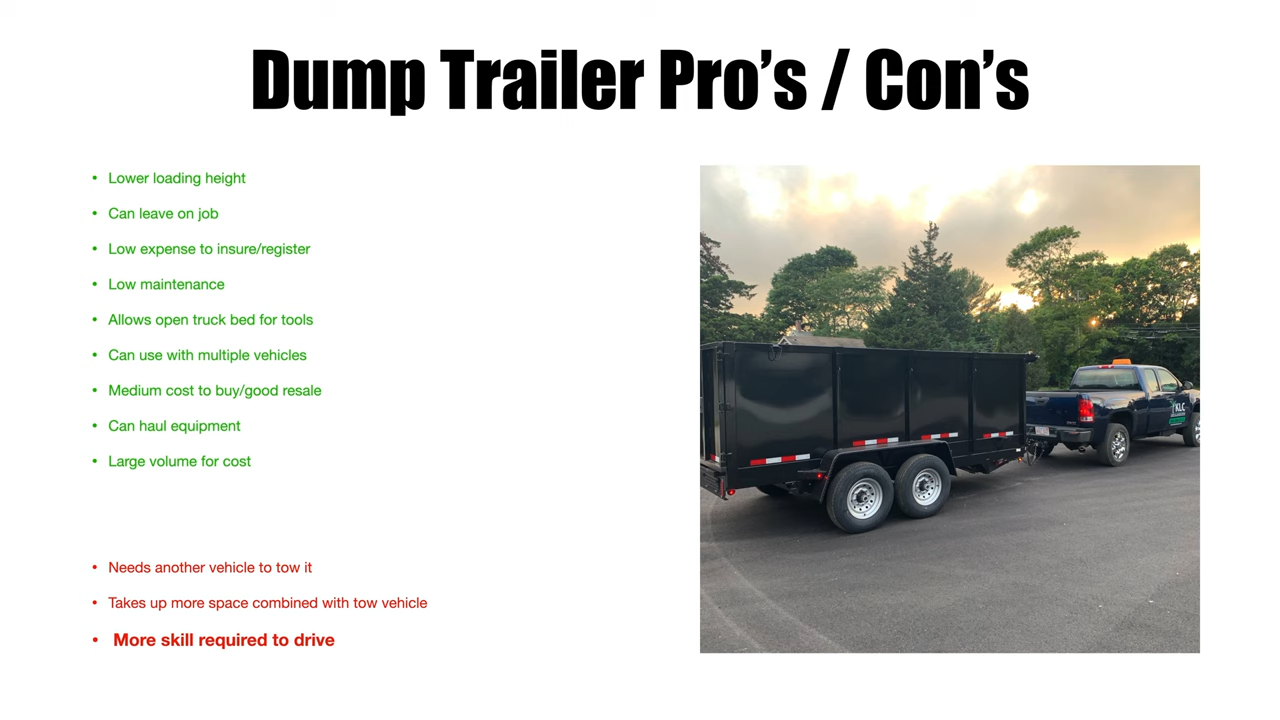 Dump Trailer Pro’s / Con’s
• Lower loading height
• Can leave on job
• Low expense to insure/register
• Low maintenance
• Allows open truck bed for tools
• Can use with multiple vehicles
• Medium cost to buy/good resale
• Can haul equipment
• Large volume for cost
• Needs another vehicle to tow it
• Takes up more space combined with tow vehicle
• More skill required to drive
KLC